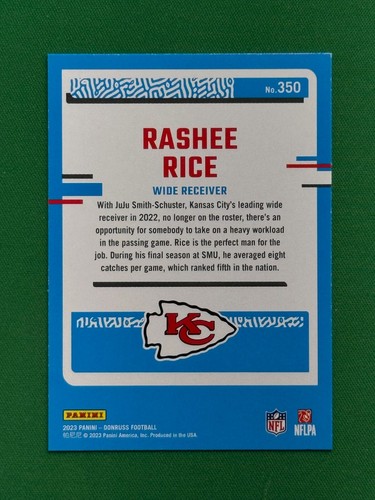 No.350
RASHEE
RICE
WIDE RECEIVER
With JuJu Smith-Schuster, Kansas City's leading wide
receiver in 2022, no longer on the roster, there's an
opportunity for somebody to take on a heavy workload
in the passing game. Rice is the perfect man for the
job. During his final season at SMU, he averaged eight
catches per game, which ranked fifth in the nation.
KC
PANINI
2023 PANINI – DONRUSS FOOTBALL
帕尼尼 © 2023 Panini America, Inc. Produced in the USA.
NFL
NFLPA